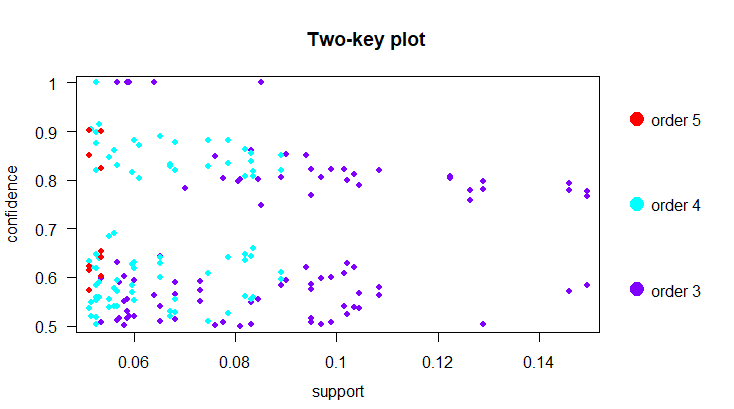 Two-key plot
1
0.9
0.8
0.7
0.6
0.5
confidence
0.06
0.08
0.1
0.12
0.14
support
order 5
order 4
order 3